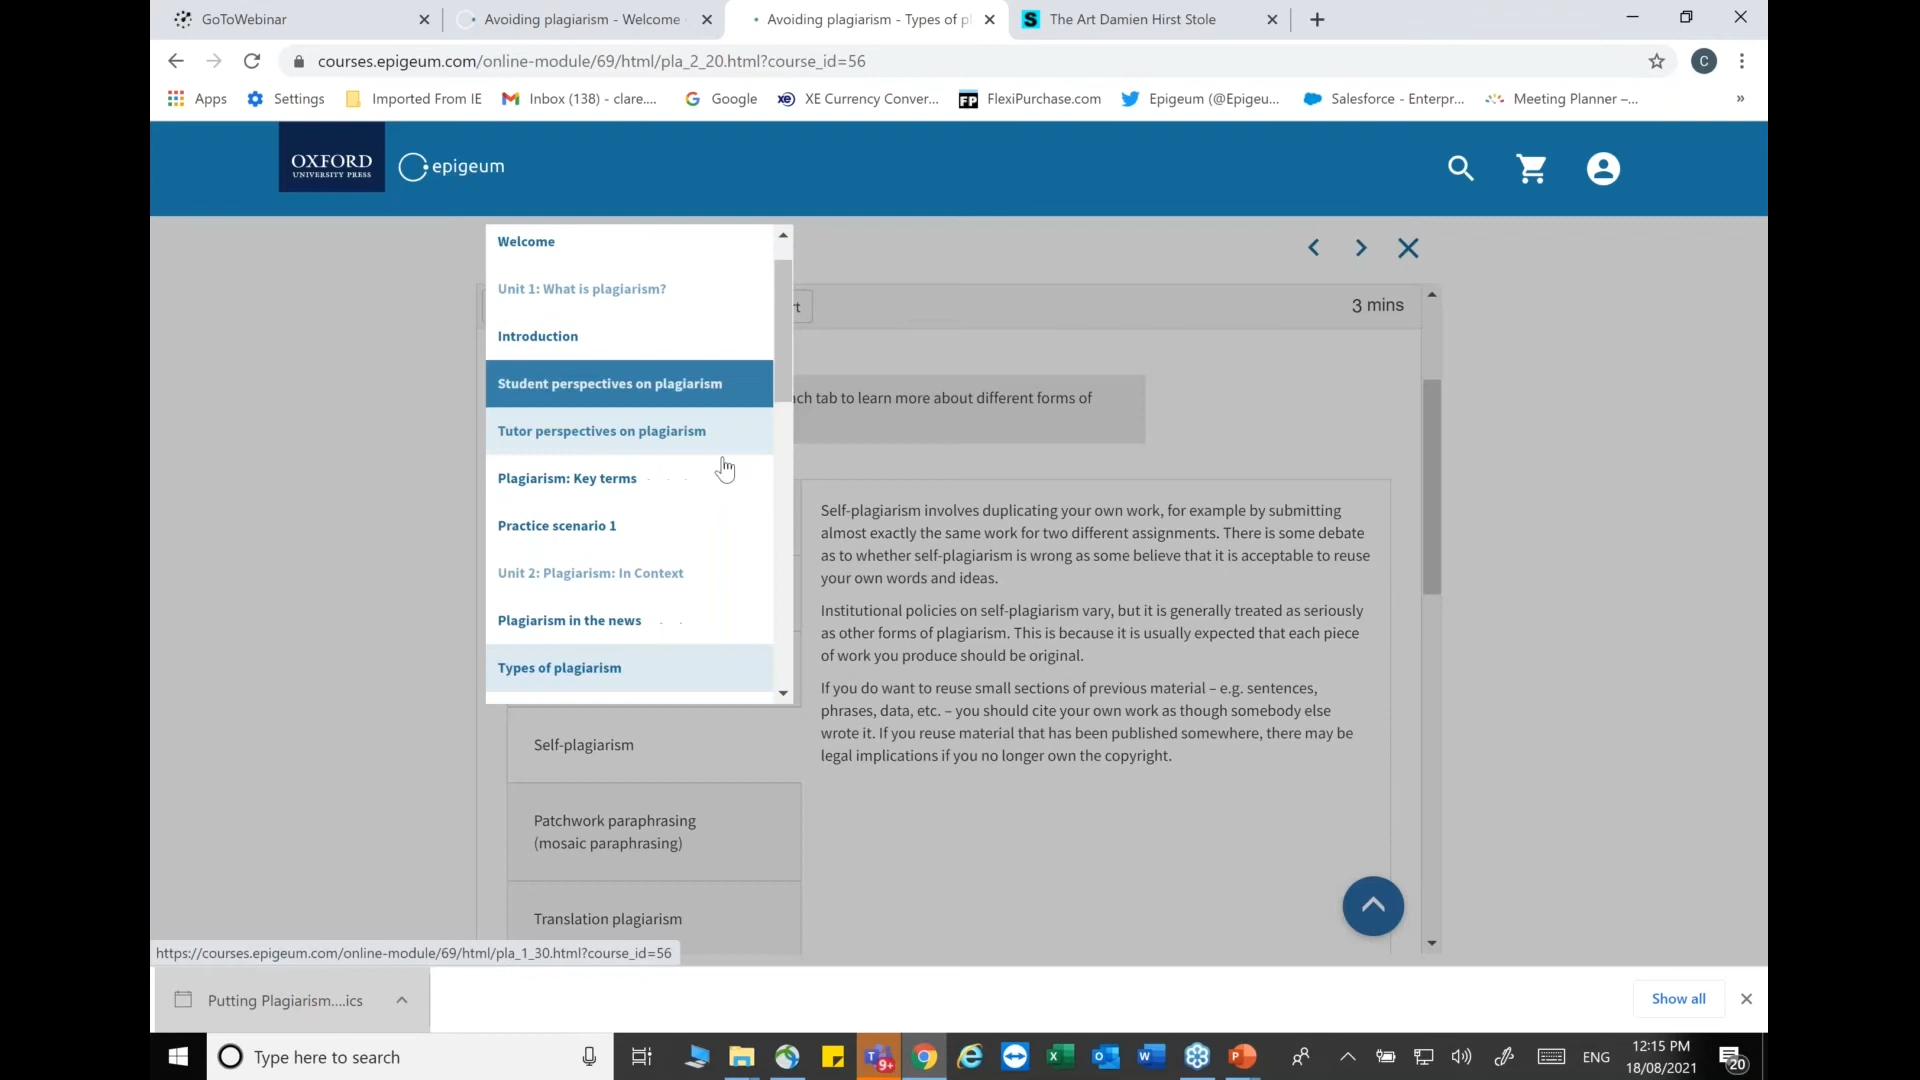 GoToWebinar
Avoiding plagiarism - Welcome
Avoiding plagiarism - Types of pl
The Art Damien Hirst Stole
courses.epigeum.com/online-module/69/html/pla_2_20.html?course_id=56
C
Apps
Settings
Imported From IE
Inbox (138) - clare....
Google
XE Currency Conver...
FlexiPurchase.com
Epigeum (@Epigeu...
Salesforce - Enterpr...
Meeting Planner –...
»
OXFORD
UNIVERSITY PRESS
epigeum
Welcome
Unit 1: What is plagiarism?
Introduction
Student perspectives on plagiarism
Tutor perspectives on plagiarism
Plagiarism: Key terms
Practice scenario 1
Unit 2: Plagiarism: In Context
Plagiarism in the news
Types of plagiarism
3 mins
ch tab to learn more about different forms of
Self-plagiarism involves duplicating your own work, for example by submitting
almost exactly the same work for two different assignments. There is some debate
as to whether self-plagiarism is wrong as some believe that it is acceptable to reuse
your own words and ideas.
Institutional policies on self-plagiarism vary, but it is generally treated as seriously
as other forms of plagiarism. This is because it is usually expected that each piece
of work you produce should be original.
If you do want to reuse small sections of previous material – e.g. sentences,
phrases, data, etc. – you should cite your own work as though somebody else
wrote it. If you reuse material that has been published somewhere, there may be
legal implications if you no longer own the copyright.
Self-plagiarism
Patchwork paraphrasing
(mosaic paraphrasing)
Translation plagiarism
https://courses.epigeum.com/online-module/69/html/pla_1_30.html?course_id=56
Putting Plagiarism....ics
Show all
Type here to search
9+
ENG
12:15 PM
18/08/2021
20